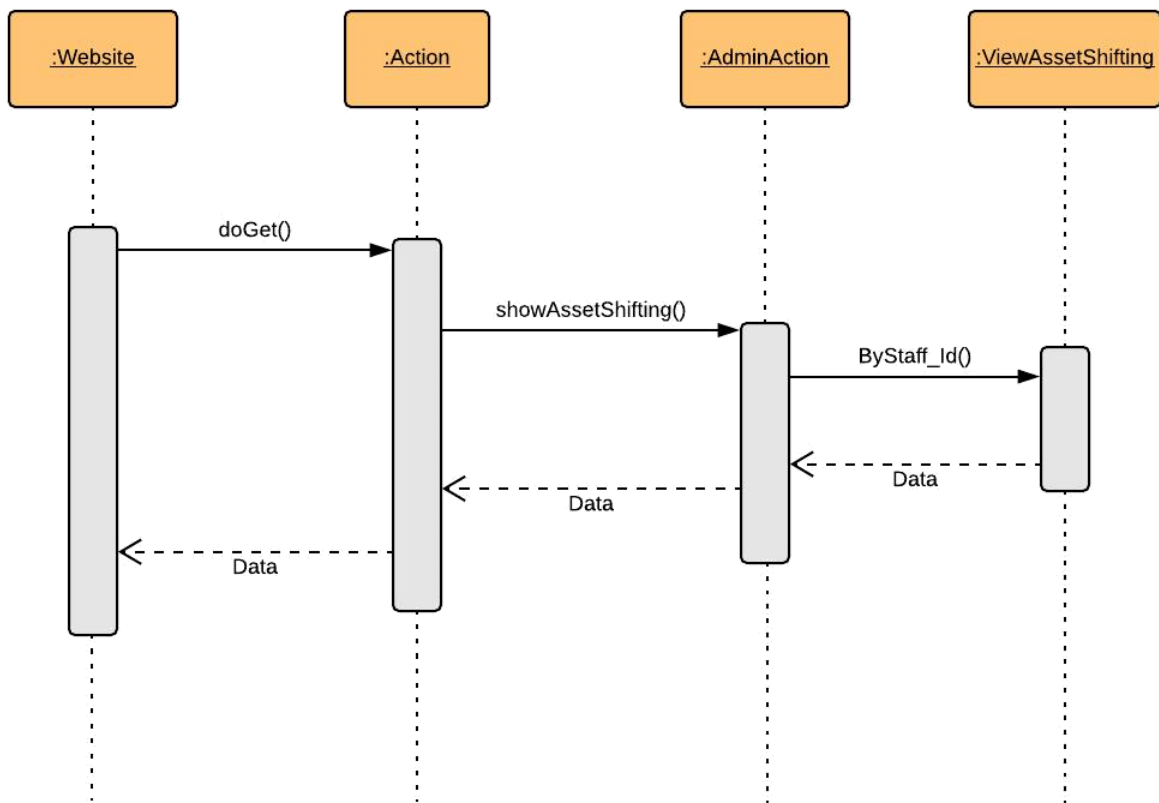 :Website
:Action
:AdminAction
:ViewAssetShifting
doGet()
showAssetShifting()
ByStaff_Id()
Data
Data
Data